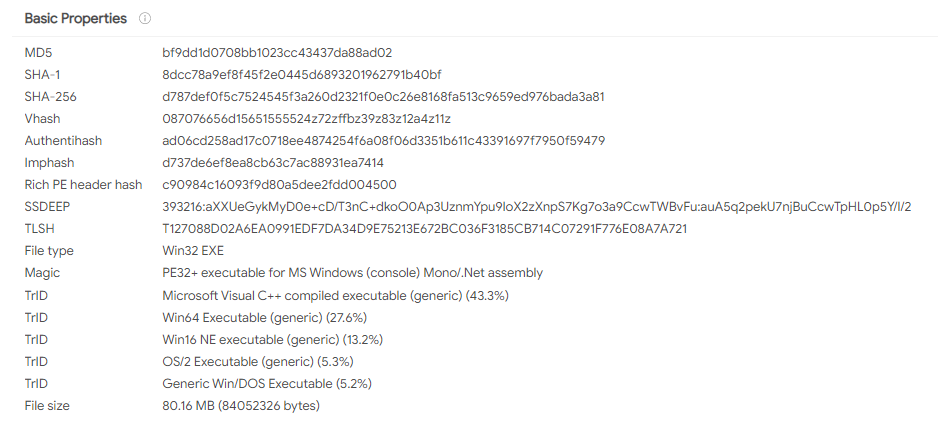 Basic Properties
MD5 bf9dd1d0708bb1023cc43437da88ad02
SHA-1 8dcc78a9ef8f45f2e0445d6893201962791b40bf
SHA-256 d787def0f5c7524545f3a260d2321f0e0c26e8168fa513c9659ed976bada3a81
Vhash 087076656d15651555524z72zffbz39z83z12a4z11z
Authentihash ad06cd258ad17c0718ee4874254f6a08f06d3351b611c43391697f7950f59479
Imphash d737de6ef8ea8cb63c7ac88931ea7414
Rich PE header hash c90984c16093f9d80a5dee2fdd004500
SSDEEP 393216:aXXUeGykMyD0e+cD/T3nC+dkoO0Ap3UznmYpu9IoX2zXnpS7Kg7o3a9CcwTWBvFu:auA5q2pekU7njBuCcwTpHL0p5Y/I/2
TLSH T127088D02A6EA0991EDF7DA34D9E75213E672BC036F3185CB714C07291F776E08A7A721
File type Win32 EXE
Magic PE32+ executable for MS Windows (console) Mono/.Net assembly
TrID Microsoft Visual C++ compiled executable (generic) (43.3%)
TrID Win64 Executable (generic) (27.6%)
TrID Win16 NE executable (generic) (13.2%)
TrID OS/2 Executable (generic) (5.3%)
TrID Generic Win/DOS Executable (5.2%)
File size 80.16 MB (84052326 bytes)